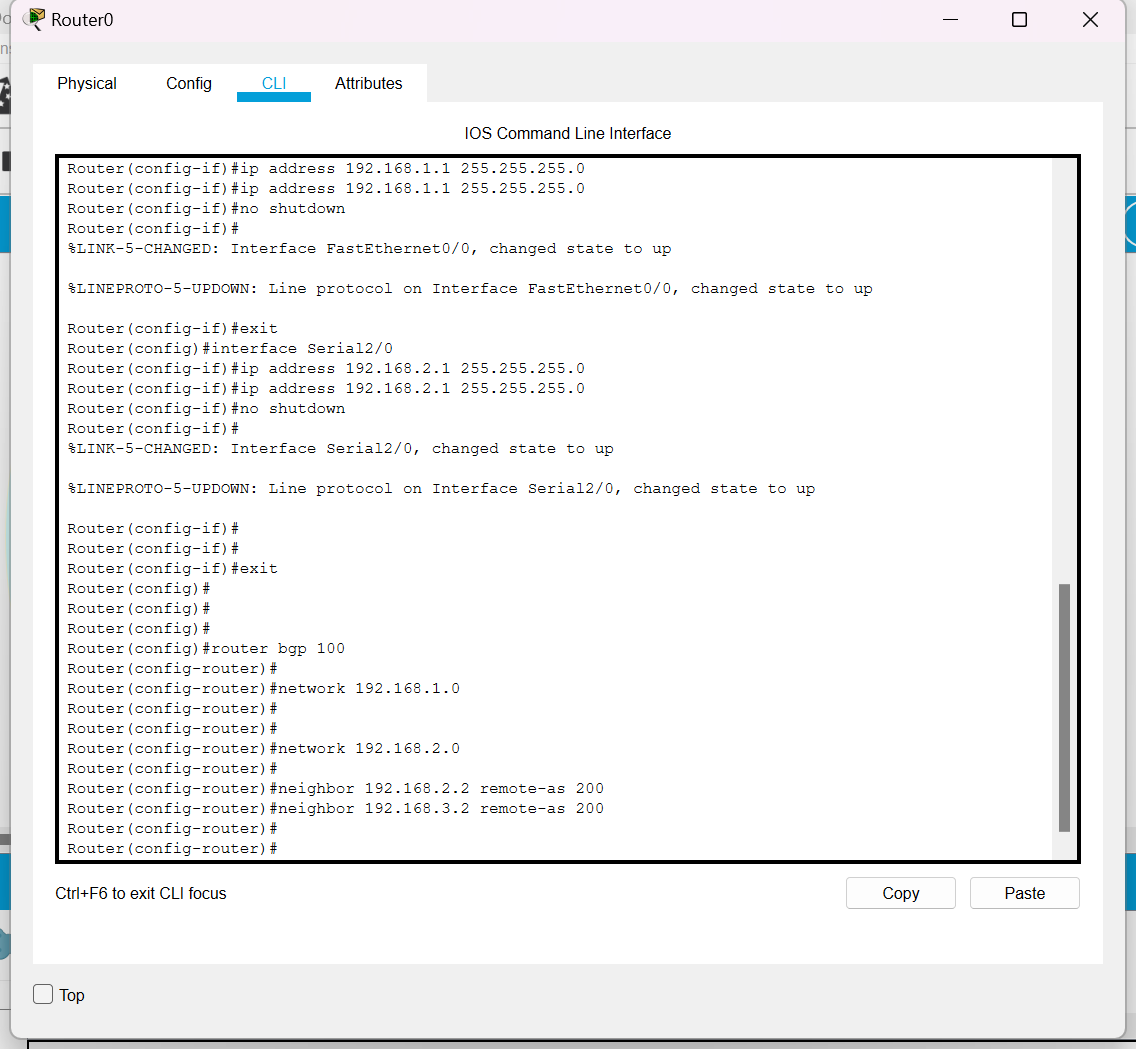 Router0
Physical Config CLI Attributes
IOS Command Line Interface
Router(config-if)#ip address 192.168.1.1 255.255.255.0
Router(config-if)#ip address 192.168.1.1 255.255.255.0
Router(config-if)#no shutdown
Router(config-if)#
%LINK-5-CHANGED: Interface FastEthernet0/0, changed state to up
%LINEPROTO-5-UPDOWN: Line protocol on Interface FastEthernet0/0, changed state to up
Router(config-if)#exit
Router(config)#interface Serial2/0
Router(config-if)#ip address 192.168.2.1 255.255.255.0
Router(config-if)#ip address 192.168.2.1 255.255.255.0
Router(config-if)#no shutdown
Router(config-if)#
%LINK-5-CHANGED: Interface Serial2/0, changed state to up
%LINEPROTO-5-UPDOWN: Line protocol on Interface Serial2/0, changed state to up
Router(config-if)#
Router(config-if)#
Router(config-if)#exit
Router(config)#
Router(config)#
Router(config)#
Router(config)#router bgp 100
Router(config-router)#
Router(config-router)#network 192.168.1.0
Router(config-router)#
Router(config-router)#
Router(config-router)#network 192.168.2.0
Router(config-router)#
Router(config-router)#neighbor 192.168.2.2 remote-as 200
Router(config-router)#neighbor 192.168.3.2 remote-as 200
Router(config-router)#
Router(config-router)#
Ctrl+F6 to exit CLI focus
Copy Paste
Top